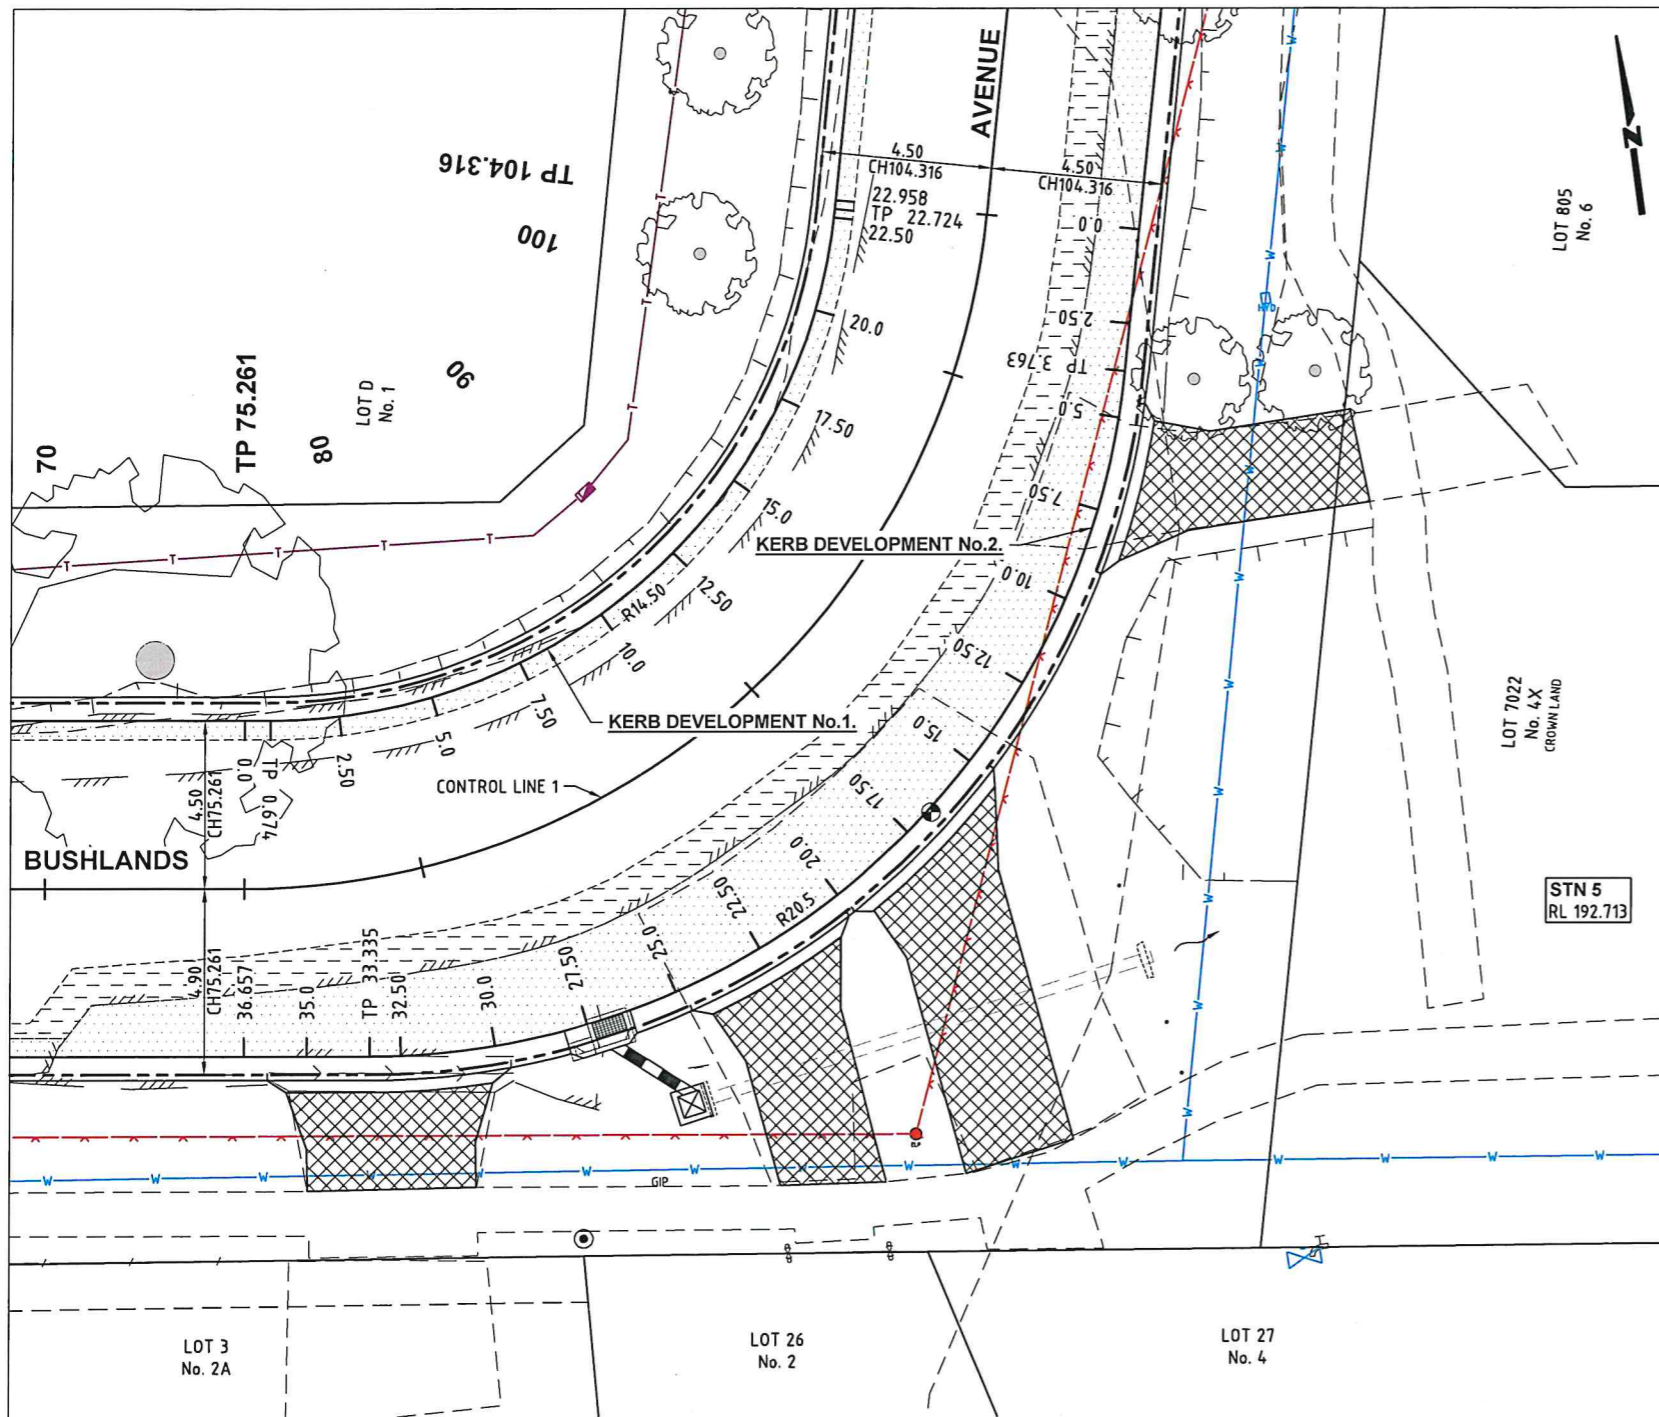 AVENUE
4.50
CH104.316
4.50
CH104.316
TP 104.316
22.958
TP 22.724
22.50
100
0.0
LOT 805
No. 6
N
2.50
HYD
20.0
TP 3.763
TP 75.261
LOT D
No. 1
90
80
70
5.0
17.50
7.50
15.0
KERB DEVELOPMENT No.2.
10.0
12.50
R14.50
10.0
12.50
7.50
KERB DEVELOPMENT No.1.
5.0
15.0
LOT 7022
No. 4X
CROWN LAND
2.50
TP 0.674
0.0
4.50
CH75.261
CONTROL LINE 1
17.50
BUSHLANDS
20.0
22.50
R20.5
STN 5
RL 192.713
25.0
27.50
30.0
32.50
TP 33.335
35.0
36.657
4.90
CH75.261
T T T T T T T
W W W W W W W W W W W W W
GIP
LOT 3
No. 2A
LOT 26
No. 2
LOT 27
No. 4